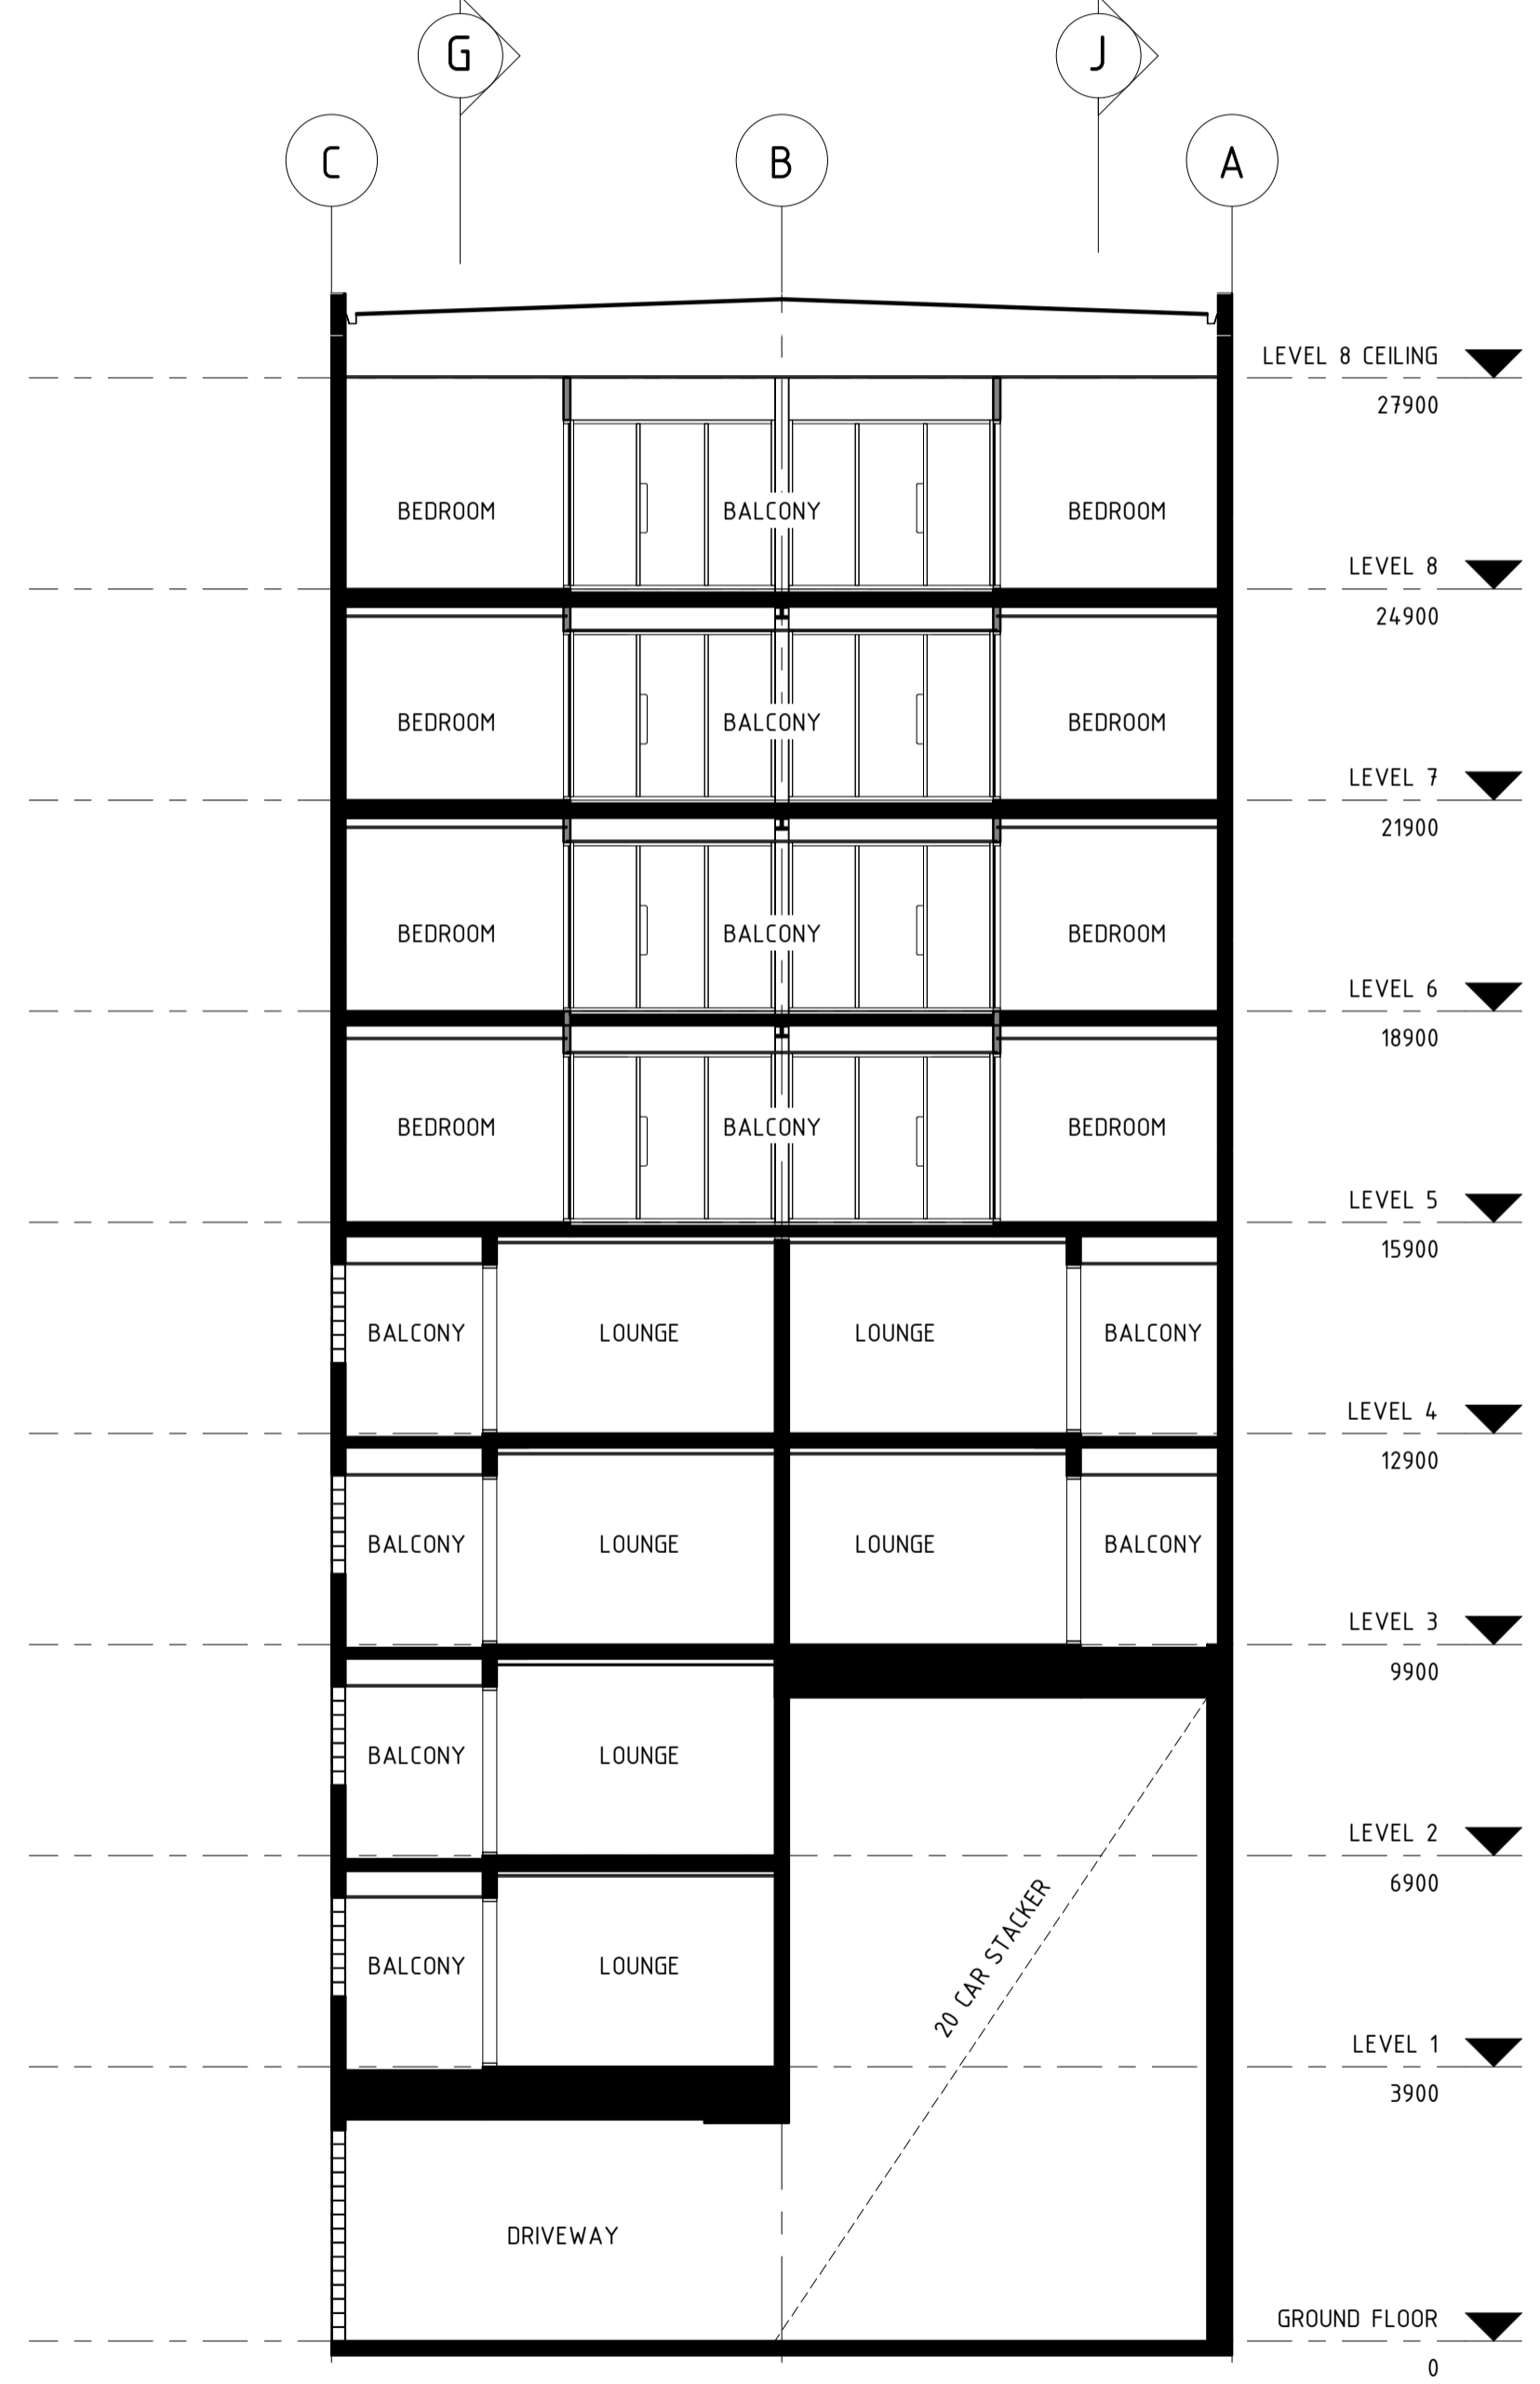 G J
C B A
LEVEL 8 CEILING
27900
BEDROOM BALCONY BEDROOM
LEVEL 8
24900
BEDROOM BALCONY BEDROOM
LEVEL 7
21900
BEDROOM BALCONY BEDROOM
LEVEL 6
18900
BEDROOM BALCONY BEDROOM
LEVEL 5
15900
BALCONY LOUNGE LOUNGE BALCONY
LEVEL 4
12900
BALCONY LOUNGE LOUNGE BALCONY
LEVEL 3
9900
BALCONY LOUNGE
LEVEL 2
6900
20 CAR STACKER
BALCONY LOUNGE
LEVEL 1
3900
DRIVEWAY
GROUND FLOOR
0